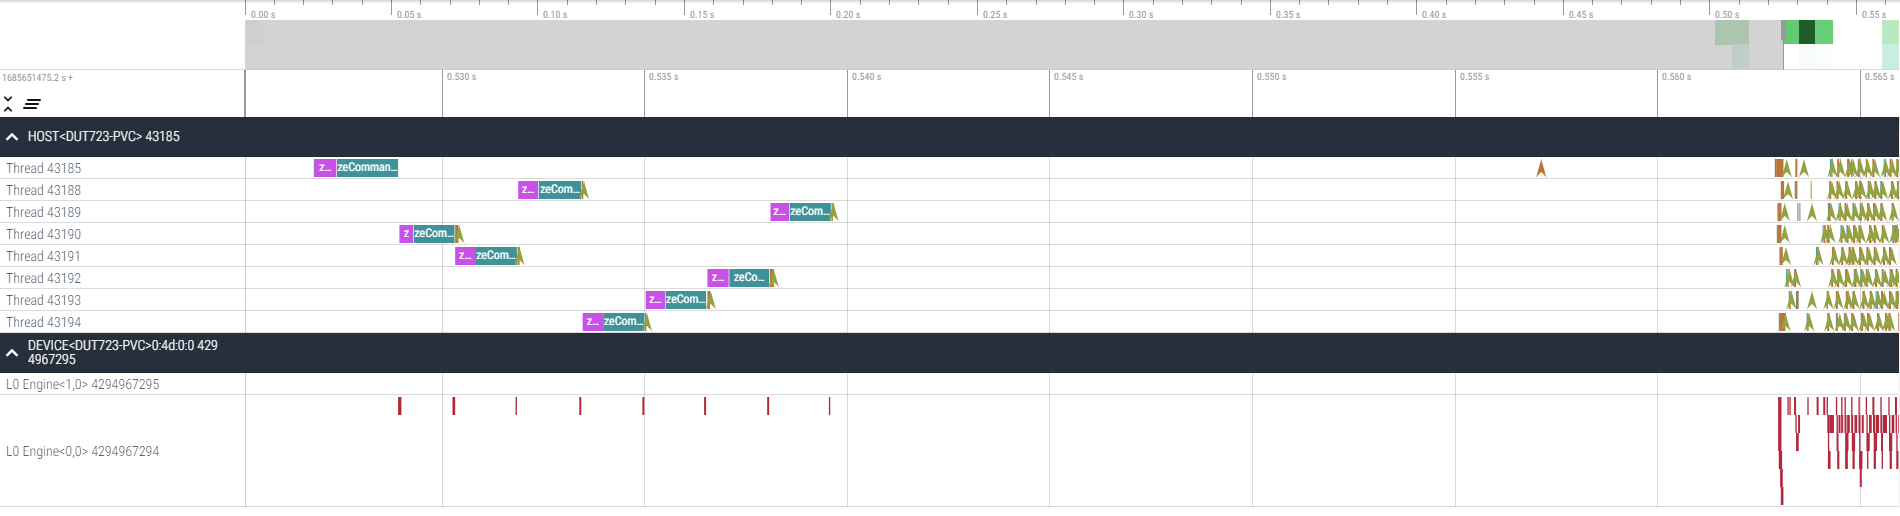 0.00 s 0.05 s 0.10 s 0.15 s 0.20 s 0.25 s 0.30 s 0.35 s 0.40 s 0.45 s 0.50 s 0.55 s
1685651475.2 s + 0.530 s 0.535 s 0.540 s 0.545 s 0.550 s 0.555 s 0.560 s 0.565 s
HOST<DUT723-PVC> 43185
Thread 43185 z... zeComman...
Thread 43188 z... zeCom...
Thread 43189 z... zeCom...
Thread 43190 z zeCom...
Thread 43191 z... zeCom...
Thread 43192 z... zeCo...
Thread 43193 z... zeCom...
Thread 43194 z... zeCom...
DEVICE<DUT723-PVC>0:4d:0:0 429
4967295
L0 Engine<1,0> 4294967295
L0 Engine<0,0> 4294967294